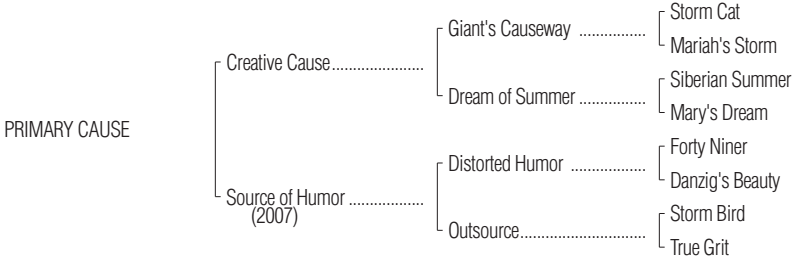 Storm Cat
Giant's Causeway ................
Mariah's Storm
Creative Cause......................
Siberian Summer
Dream of Summer ................
Mary's Dream
PRIMARY CAUSE
Forty Niner
Distorted Humor ..................
Danzig's Beauty
Source of Humor ..................
(2007)
Storm Bird
Outsource..............................
True Grit